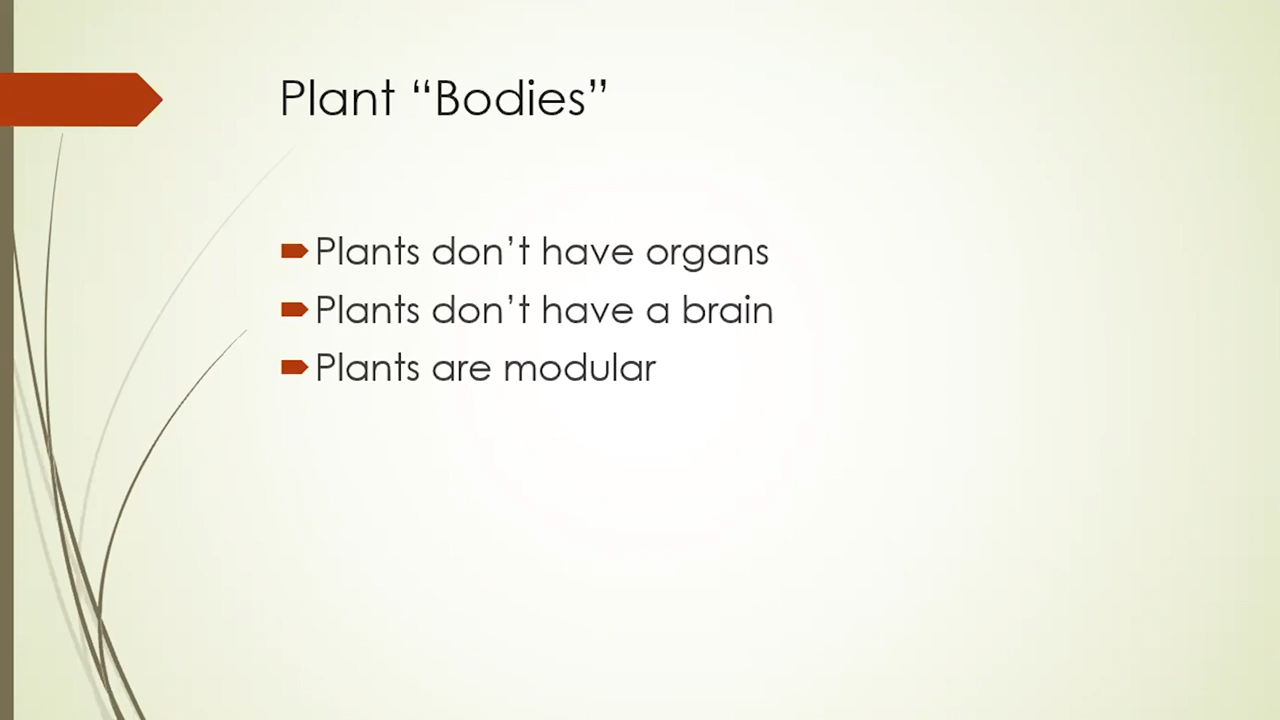 Plant “Bodies”
Plants don’t have organs
Plants don’t have a brain
Plants are modular